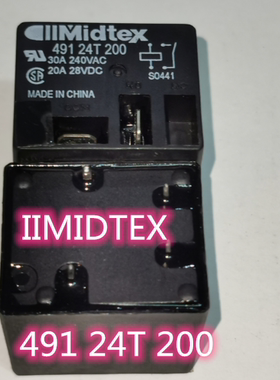 Midtex
491 24T 200
30A 240VAC
20A 28VDC
S0441
MADE IN CHINA
IIMIDTEX
491 24T 200